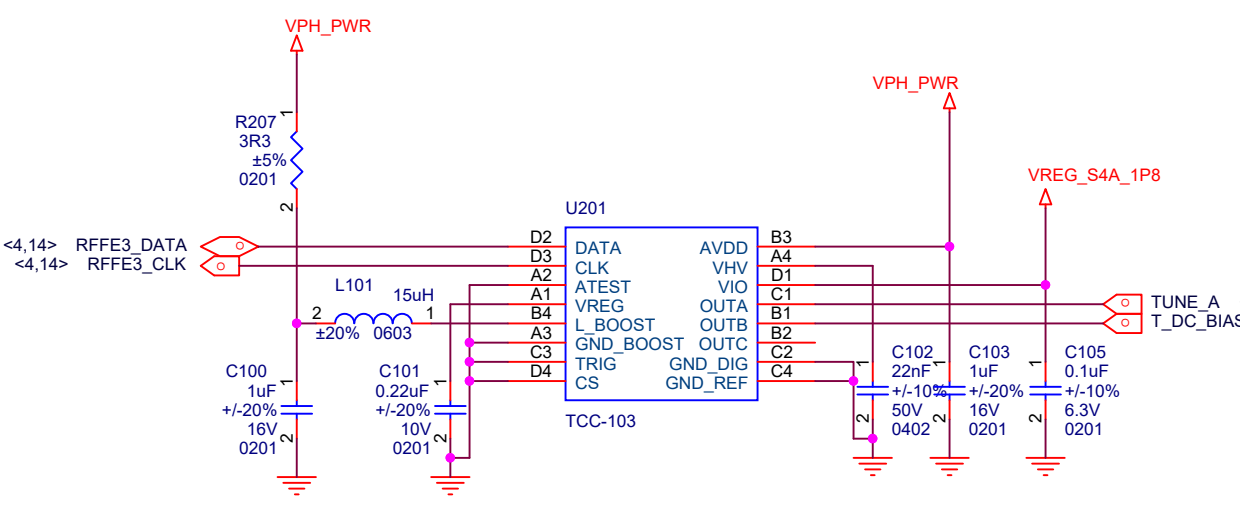 VPH_PWR
R207
3R3
±5%
0201
1
2
VPH_PWR
VREG_S4A_1P8
<4,14> RFFE3_DATA
<4,14> RFFE3_CLK
L101
15uH
2
1
±20% 0603
C100
1uF
+/-20%
16V
0201
1
2
C101
0.22uF
+/-20%
10V
0201
1
2
U201
D2 DATA
D3 CLK
A2 ATEST
A1 VREG
B4 L_BOOST
A3 GND_BOOST
C3 TRIG
D4 CS
AVDD B3
VHV A4
VIO D1
OUTA C1
OUTB B1
OUTC B2
GND_DIG C2
GND_REF C4
TCC-103
TUNE_A
T_DC_BIAS
C102
22nF
+/-10%
50V
0402
1
2
C103
1uF
+/-20%
16V
0201
1
2
C105
0.1uF
+/-10%
6.3V
0201
1
2